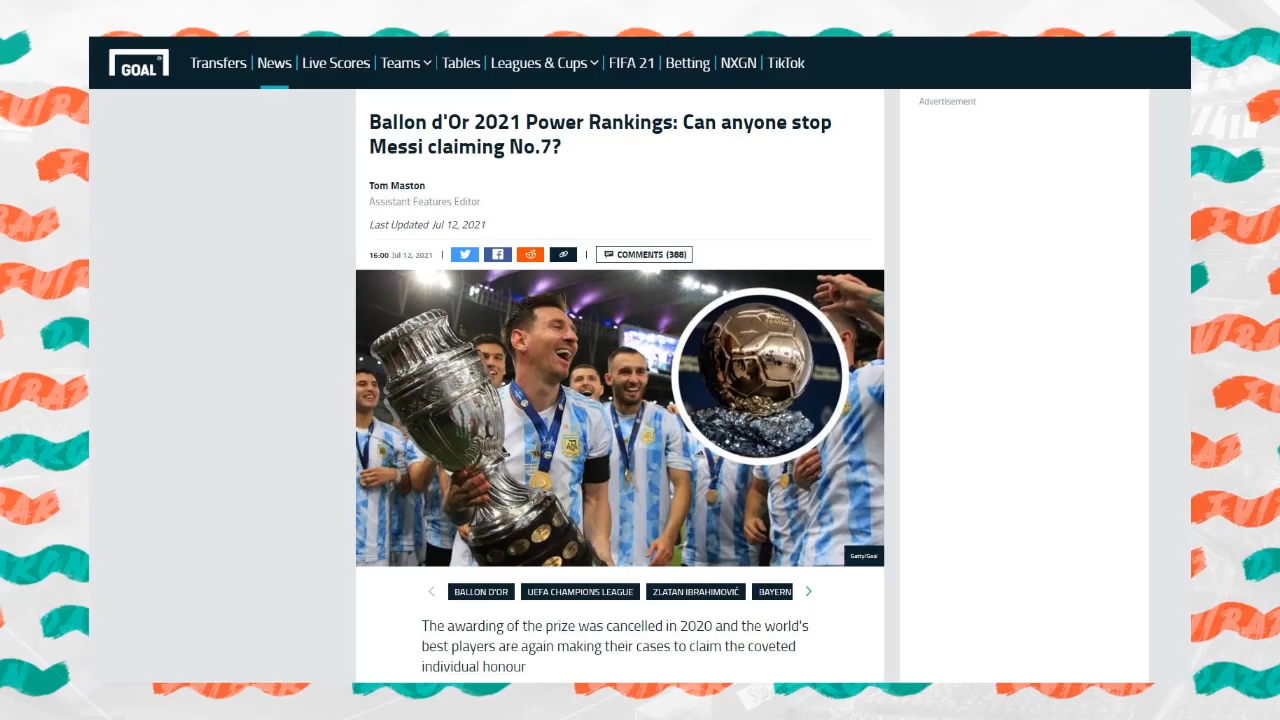 GOAL
Transfers | News | Live Scores | Teams | Tables | Leagues & Cups | FIFA 21 | Betting | NXGN | TikTok
Advertisement
Ballon d'Or 2021 Power Rankings: Can anyone stop
Messi claiming No.7?
Tom Maston
Assistant Features Editor
Last Updated Jul 12, 2021
16:00 Jul 12, 2021 | | COMMENTS (388)
Getty/Goal
BALLON D'OR UEFA CHAMPIONS LEAGUE ZLATAN IBRAHIMOVIĆ BAYERN
The awarding of the prize was cancelled in 2020 and the world's
best players are again making their cases to claim the coveted
individual honour